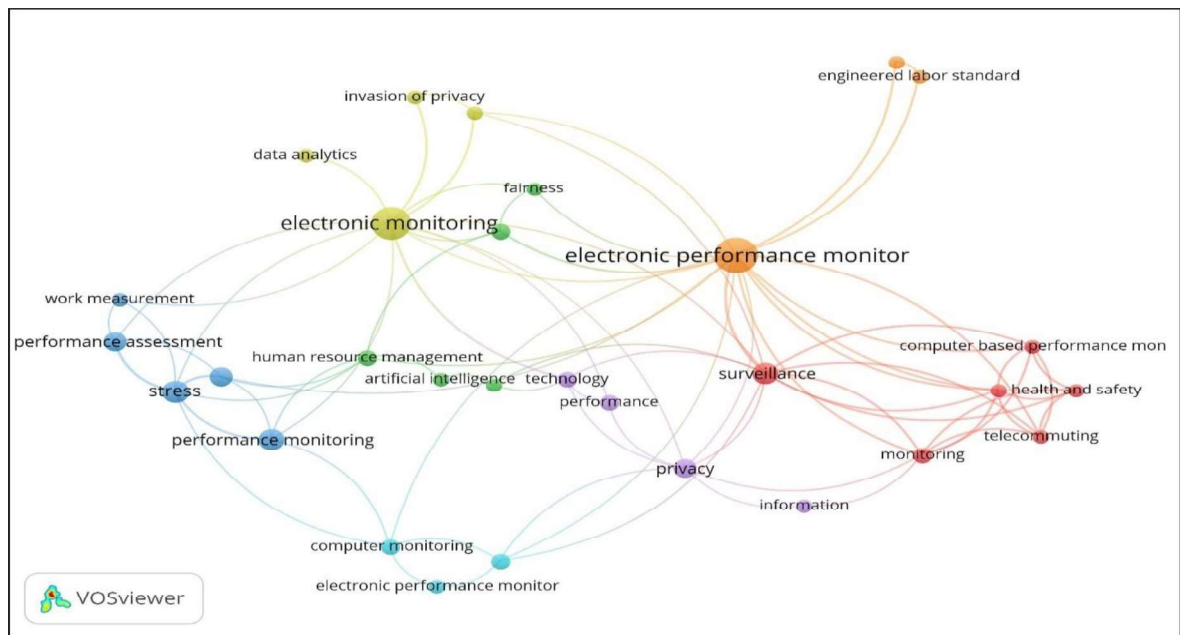 engineered labor standard
invasion of privacy
data analytics
fairness
electronic monitoring
electronic performance monitor
work measurement
performance assessment
computer based performance mon
human resource management
surveillance
artificial intelligence
technology
health and safety
stress
performance
telecommuting
performance monitoring
monitoring
privacy
information
computer monitoring
electronic performance monitor
VOSviewer